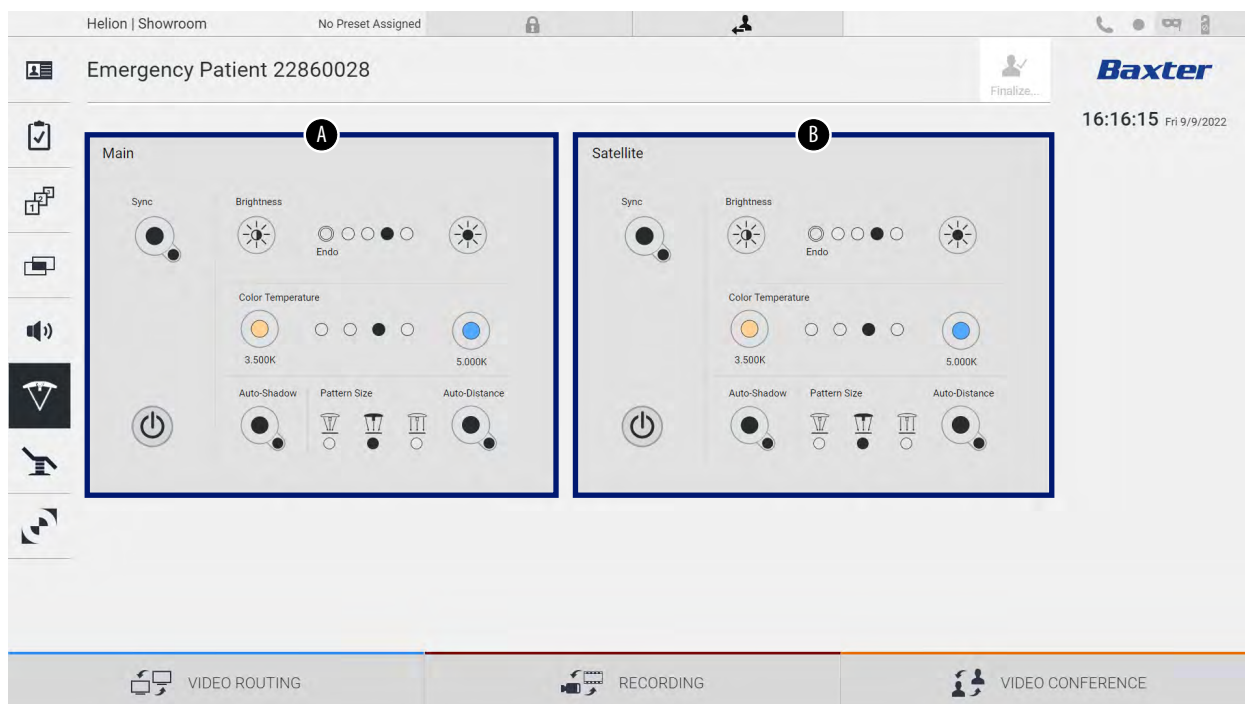 Helion | Showroom
No Preset Assigned
Emergency Patient 22860028
Finalize...
Baxter
16:16:15 Fri 9/9/2022
A
Main
Sync
Brightness
Endo
Color Temperature
3.500K
5.000K
Auto-Shadow
Pattern Size
Auto-Distance
B
Satellite
Sync
Brightness
Endo
Color Temperature
3.500K
5.000K
Auto-Shadow
Pattern Size
Auto-Distance
VIDEO ROUTING
RECORDING
VIDEO CONFERENCE